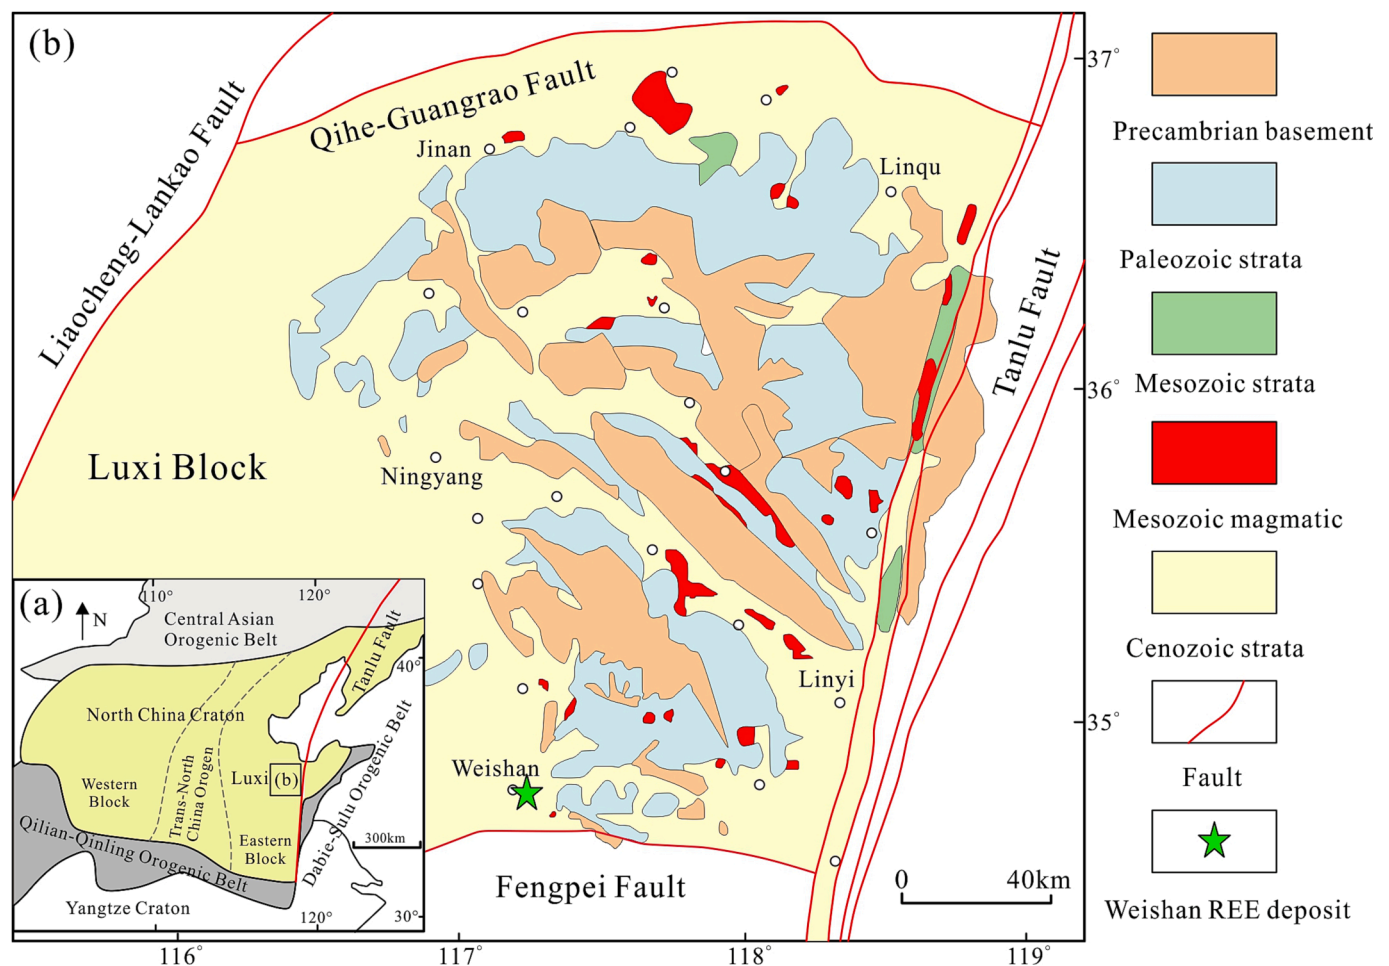 (b)
Qihe-Guangrao Fault
Liaocheng-Lankao Fault
Jinan
Linqu
Tanlu Fault
Luxi Block
Ningyang
Linyi
Weishan
Fengpei Fault
0 40km
37°
36°
35°
116°
117°
118°
119°
(a)
N
110°
120°
Central Asian
Orogenic Belt
Tanlu Fault
40°
North China Craton
Western
Block
Trans-North
China Orogen
Luxi
(b)
Eastern
Block
300km
Dabie-Sulu Orogenic Belt
Qilian-Qinling Orogenic Belt
Yangtze Craton
120°
30°
Precambrian basement
Paleozoic strata
Mesozoic strata
Mesozoic magmatic
Cenozoic strata
Fault
Weishan REE deposit